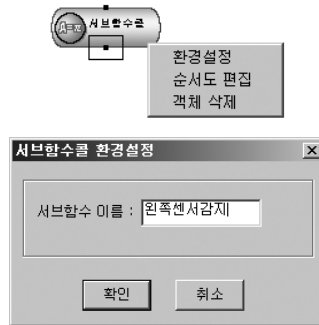 서브함수콜
환경설정
순서도 편집
객체 삭제
서브함수콜 환경설정
서브함수 이름 : 왼쪽센서감지
확인
취소